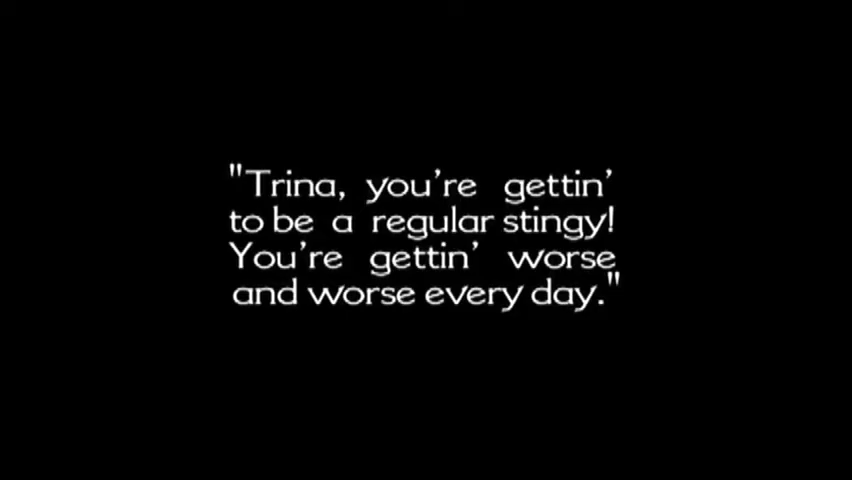 "Trina, you're gettin'
to be a regular stingy!
You're gettin' worse
and worse every day."